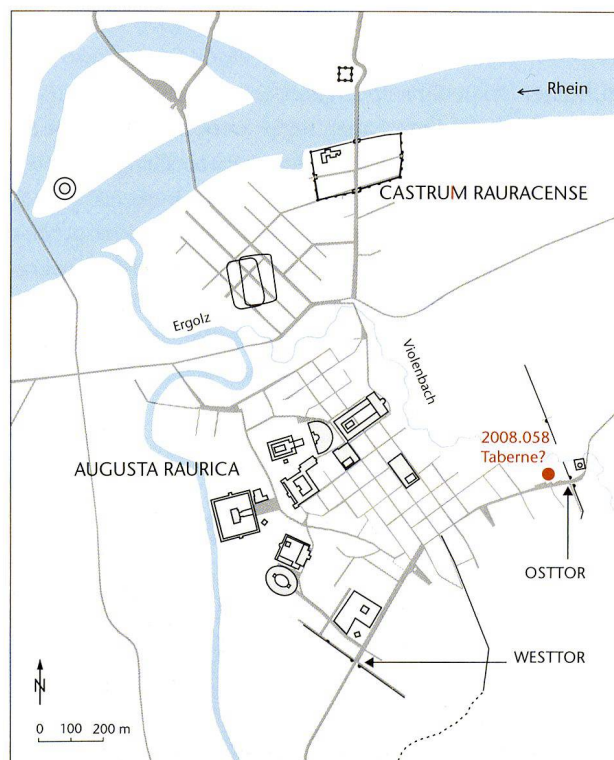 Rhein
CASTRUM RAURACENSE
Ergolz
Violenbach
2008.058
Taberne?
AUGUSTA RAURICA
OSTTOR
WESTTOR
N
0 100 200 m